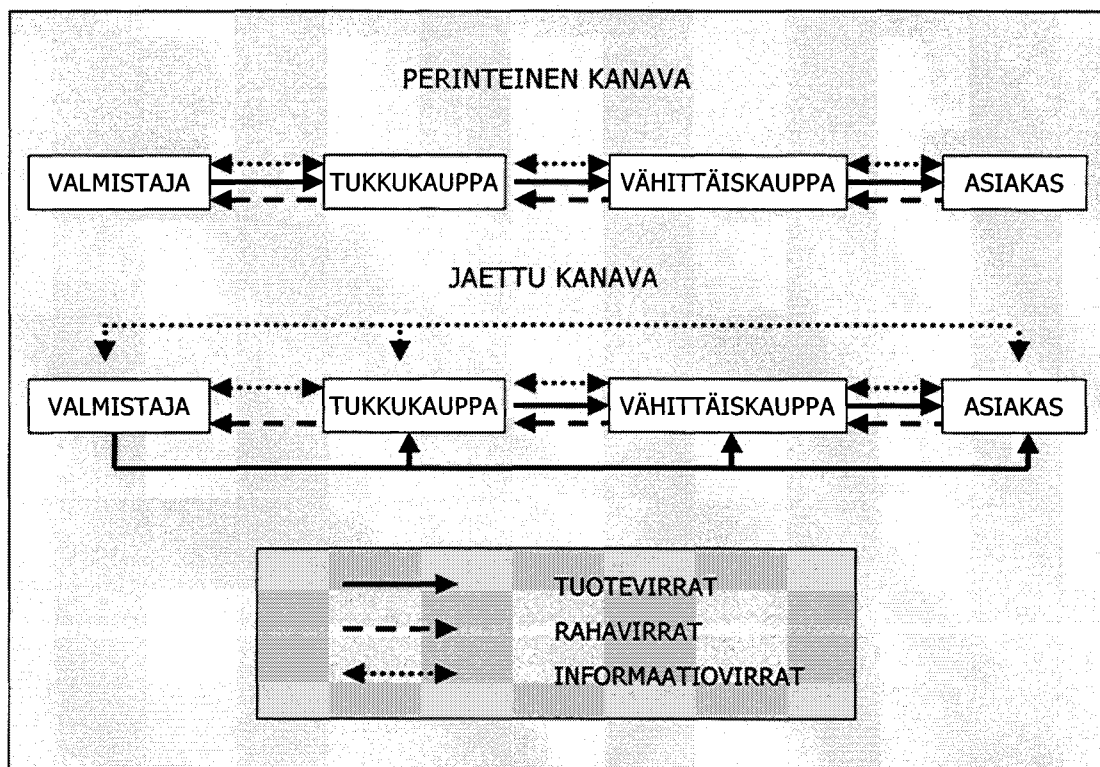 PERINTEINEN KANAVA
VALMISTAJA TUKKUKAUPPA VÄHITTÄISKAUPPA ASIAKAS
JAETTU KANAVA
VALMISTAJA TUKKUKAUPPA VÄHITTÄISKAUPPA ASIAKAS
TUOTEVIRRAT
RAHAVIRRAT
INFORMAATIOVIRRAT